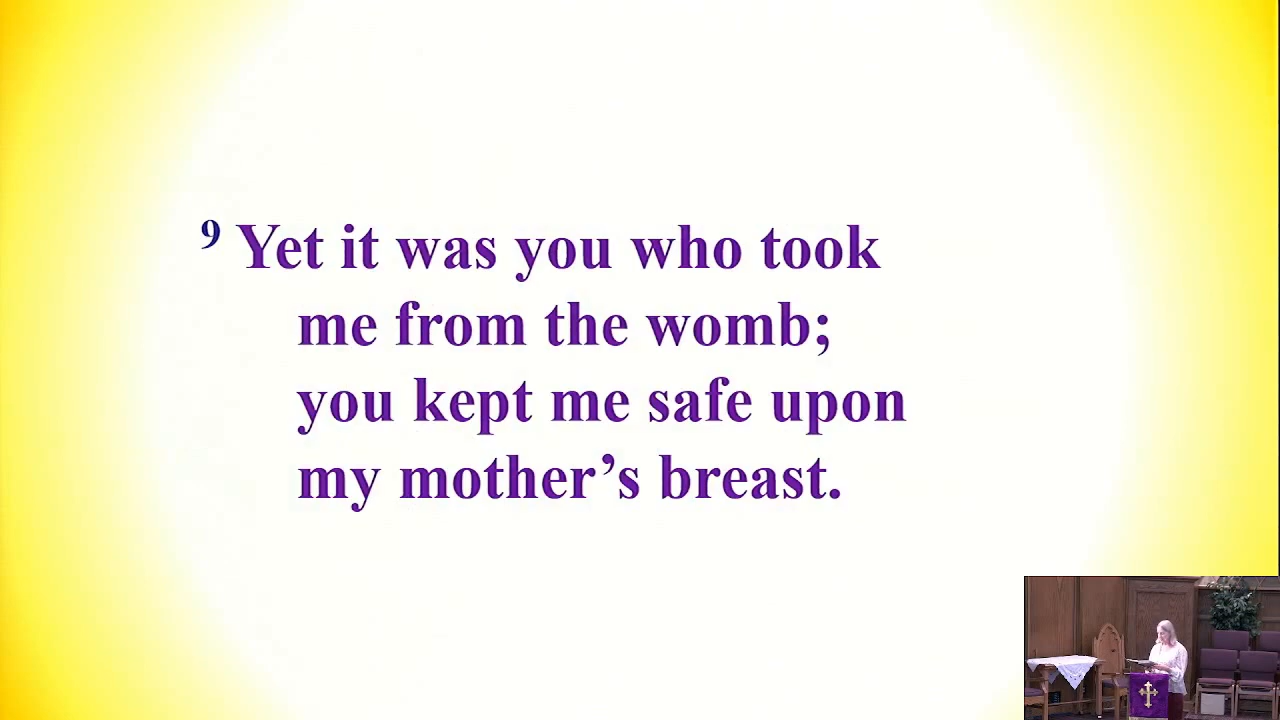 9 Yet it was you who took
me from the womb;
you kept me safe upon
my mother’s breast.